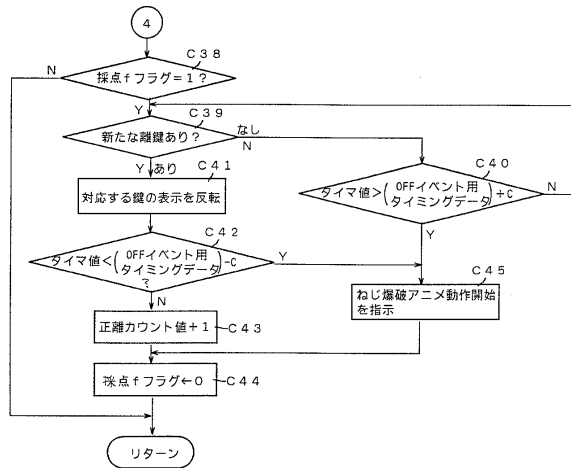 4
C38
N
採点fフラグ=1?
Y
C39
新たな離鍵あり?
なし
N
Y あり
C41
C40
対応する鍵の表示を反転
タイマ値>(OFFイベント用
タイミングデータ)+C
N
Y
C42
タイマ値<(OFFイベント用
タイミングデータ)-C
?
Y
N
C45
ねじ爆破アニメ動作開始
を指示
正離カウント値+1
C43
採点fフラグ←0
C44
リターン